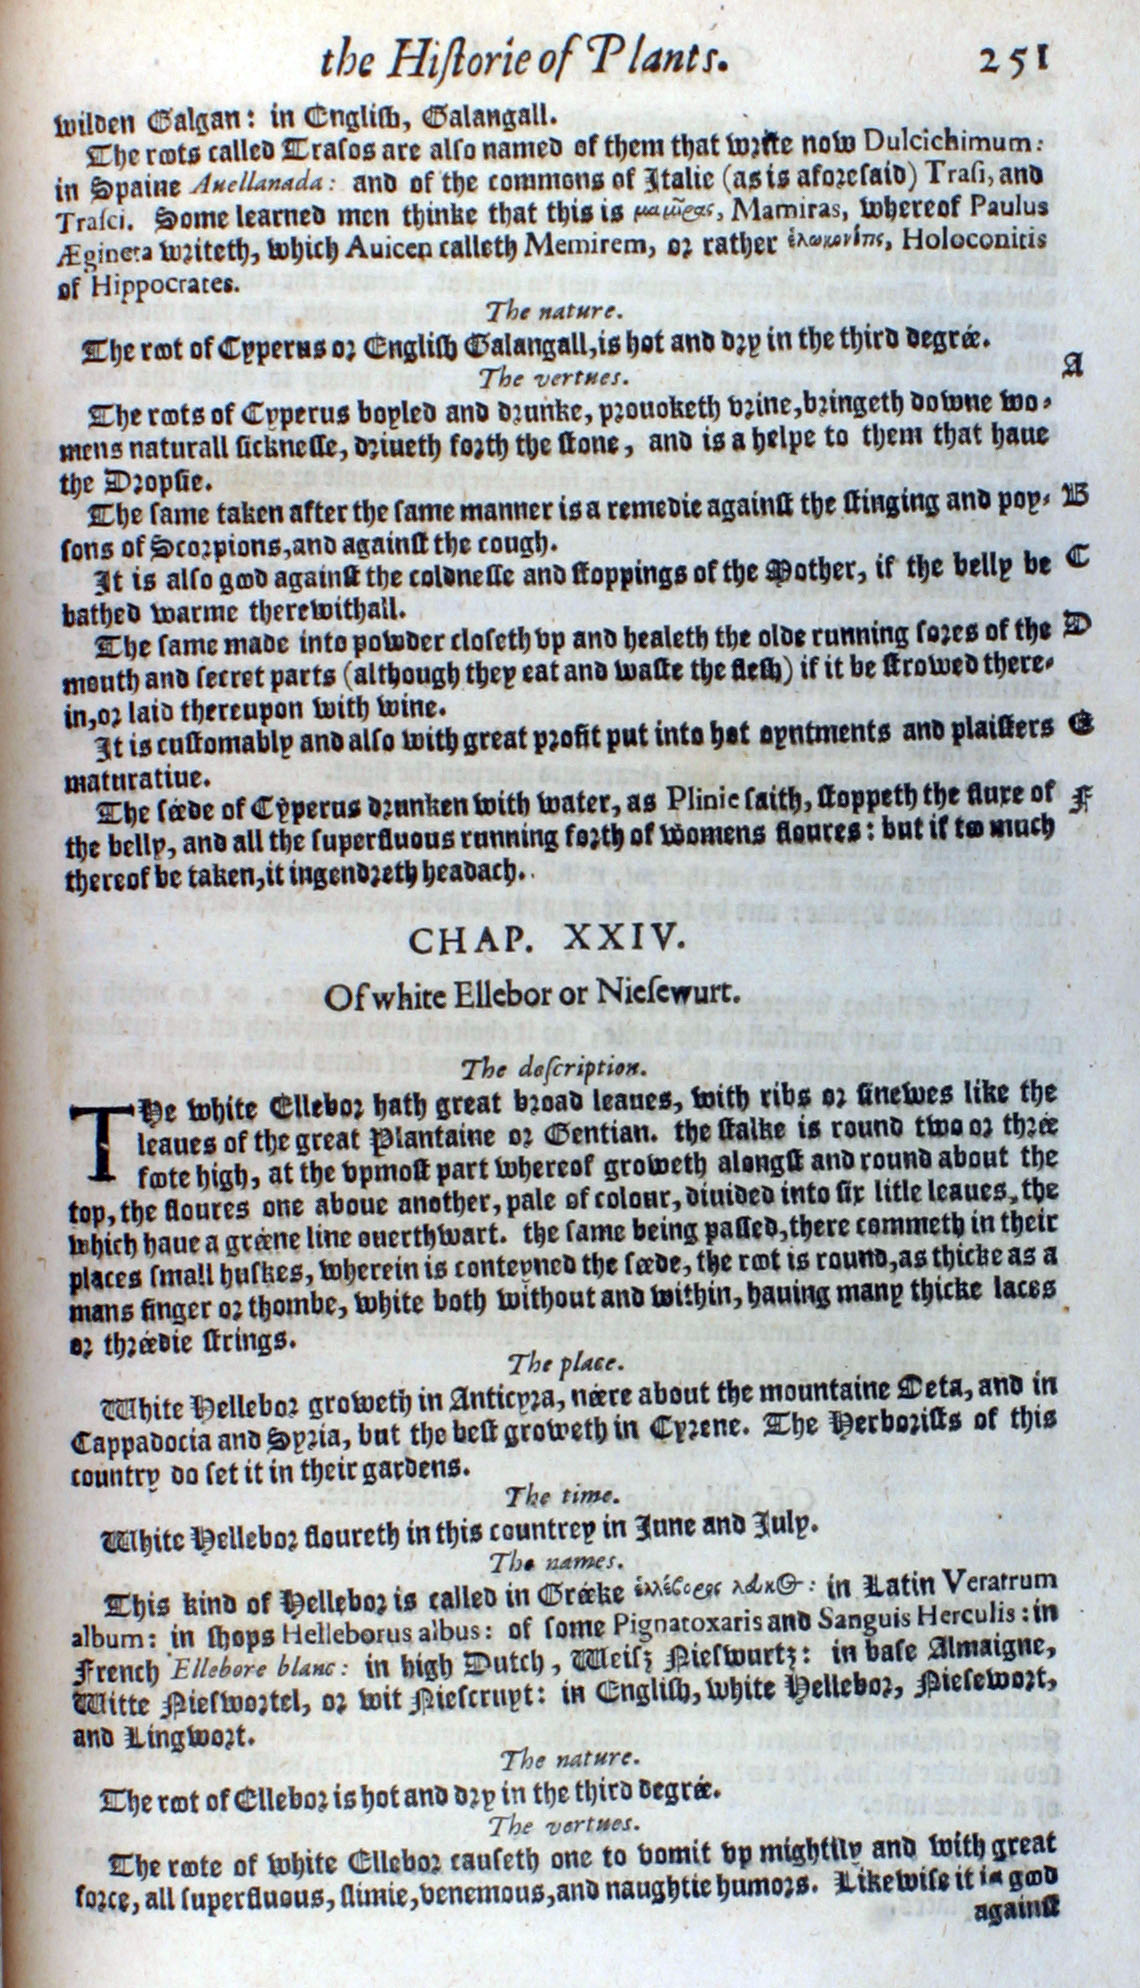 the Hiſtorie of Plants. 251
wilden Galgan: in Engliſh, Galangall.
The roots called Traſos are alſo named of them that write now Dulcichimum:
in Spaine Auellanada: and of the commons of Italie (as is aforeſaid) Traſi, and
Traſci. Some learned men thinke that this is Mamiras, whereof Paulus
Ægineta writeth, which Auicen calleth Memirem, or rather Holoconitis
of Hippocrates.
The nature.
The root of Cyperus or Engliſh Galangall, is hot and dry in the third degrée.
The vertues.
The roots of Cyperus boyled and drunke, prouoketh vrine, bringeth downe wo- A
mens naturall ſickneſſe, driueth forth the ſtone, and is a helpe to them that haue
the Dropſie.
The ſame taken after the ſame manner is a remedie againſt the ſtinging and poy- B
ſons of Scorpions, and againſt the cough.
It is alſo good againſt the coldneſſe and ſtoppings of the Mother, if the belly be C
bathed warme therewithall.
The ſame made into powder cloſeth vp and healeth the olde running ſores of the D
mouth and ſecret parts (although they eat and waſte the fleſh) if it be ſtrowed there-
in, or laid thereupon with wine.
It is cuſtomably and alſo with great profit put into hot oyntments and plaiſters E
maturatiue.
The ſéede of Cyperus drunken with water, as Plinie ſaith, ſtoppeth the fluxe of F
the belly, and all the ſuperfluous running forth of womens floures: but if too much
thereof be taken, it ingendreth headach.
CHAP. XXIV.
Of white Ellebor or Nieſewurt.
The deſcription.
THe white Ellebor hath great broad leaues, with ribs or ſinewes like the
leaues of the great Plantaine or Gentian. the ſtalke is round two or thrée
foote high, at the vpmoſt part whereof groweth alongſt and round about the
top, the floures one aboue another, pale of colour, diuided into ſix litle leaues, the
which haue a gréene line ouerthwart. the ſame being paſſed, there commeth in their
places ſmall huſkes, wherein is conteyned the ſéede, the root is round, as thicke as a
mans finger or thombe, white both without and within, hauing many thicke laces
or thréedie ſtrings.
The place.
White Hellebor groweth in Anticyra, néere about the mountaine Oeta, and in
Cappadocia and Syria, but the beſt groweth in Cyrene. The Herboriſts of this
country do ſet it in their gardens.
The time.
White Hellebor floureth in this countrey in June and July.
The names.
This kind of Hellebor is called in Gréeke ἑλλέβορος λευκὸς: in Latin Veratrum
album: in ſhops Helleborus albus: of ſome Pignatoxaris and Sanguis Herculis: in
French Ellebore blanc: in high Dutch, Weiſz Nieſwurtz: in baſe Almaigne,
Witte Nieſwortel, or wit Nieſcruyt: in Engliſh, white Hellebor, Nieſewort,
and Lingwort.
The nature.
The root of Ellebor is hot and dry in the third degrée.
The vertues.
The roote of white Ellebor cauſeth one to vomit vp mightily and with great
force, all ſuperfluous, ſlimie, venemous, and naughtie humors. Likewiſe it is good
againſt